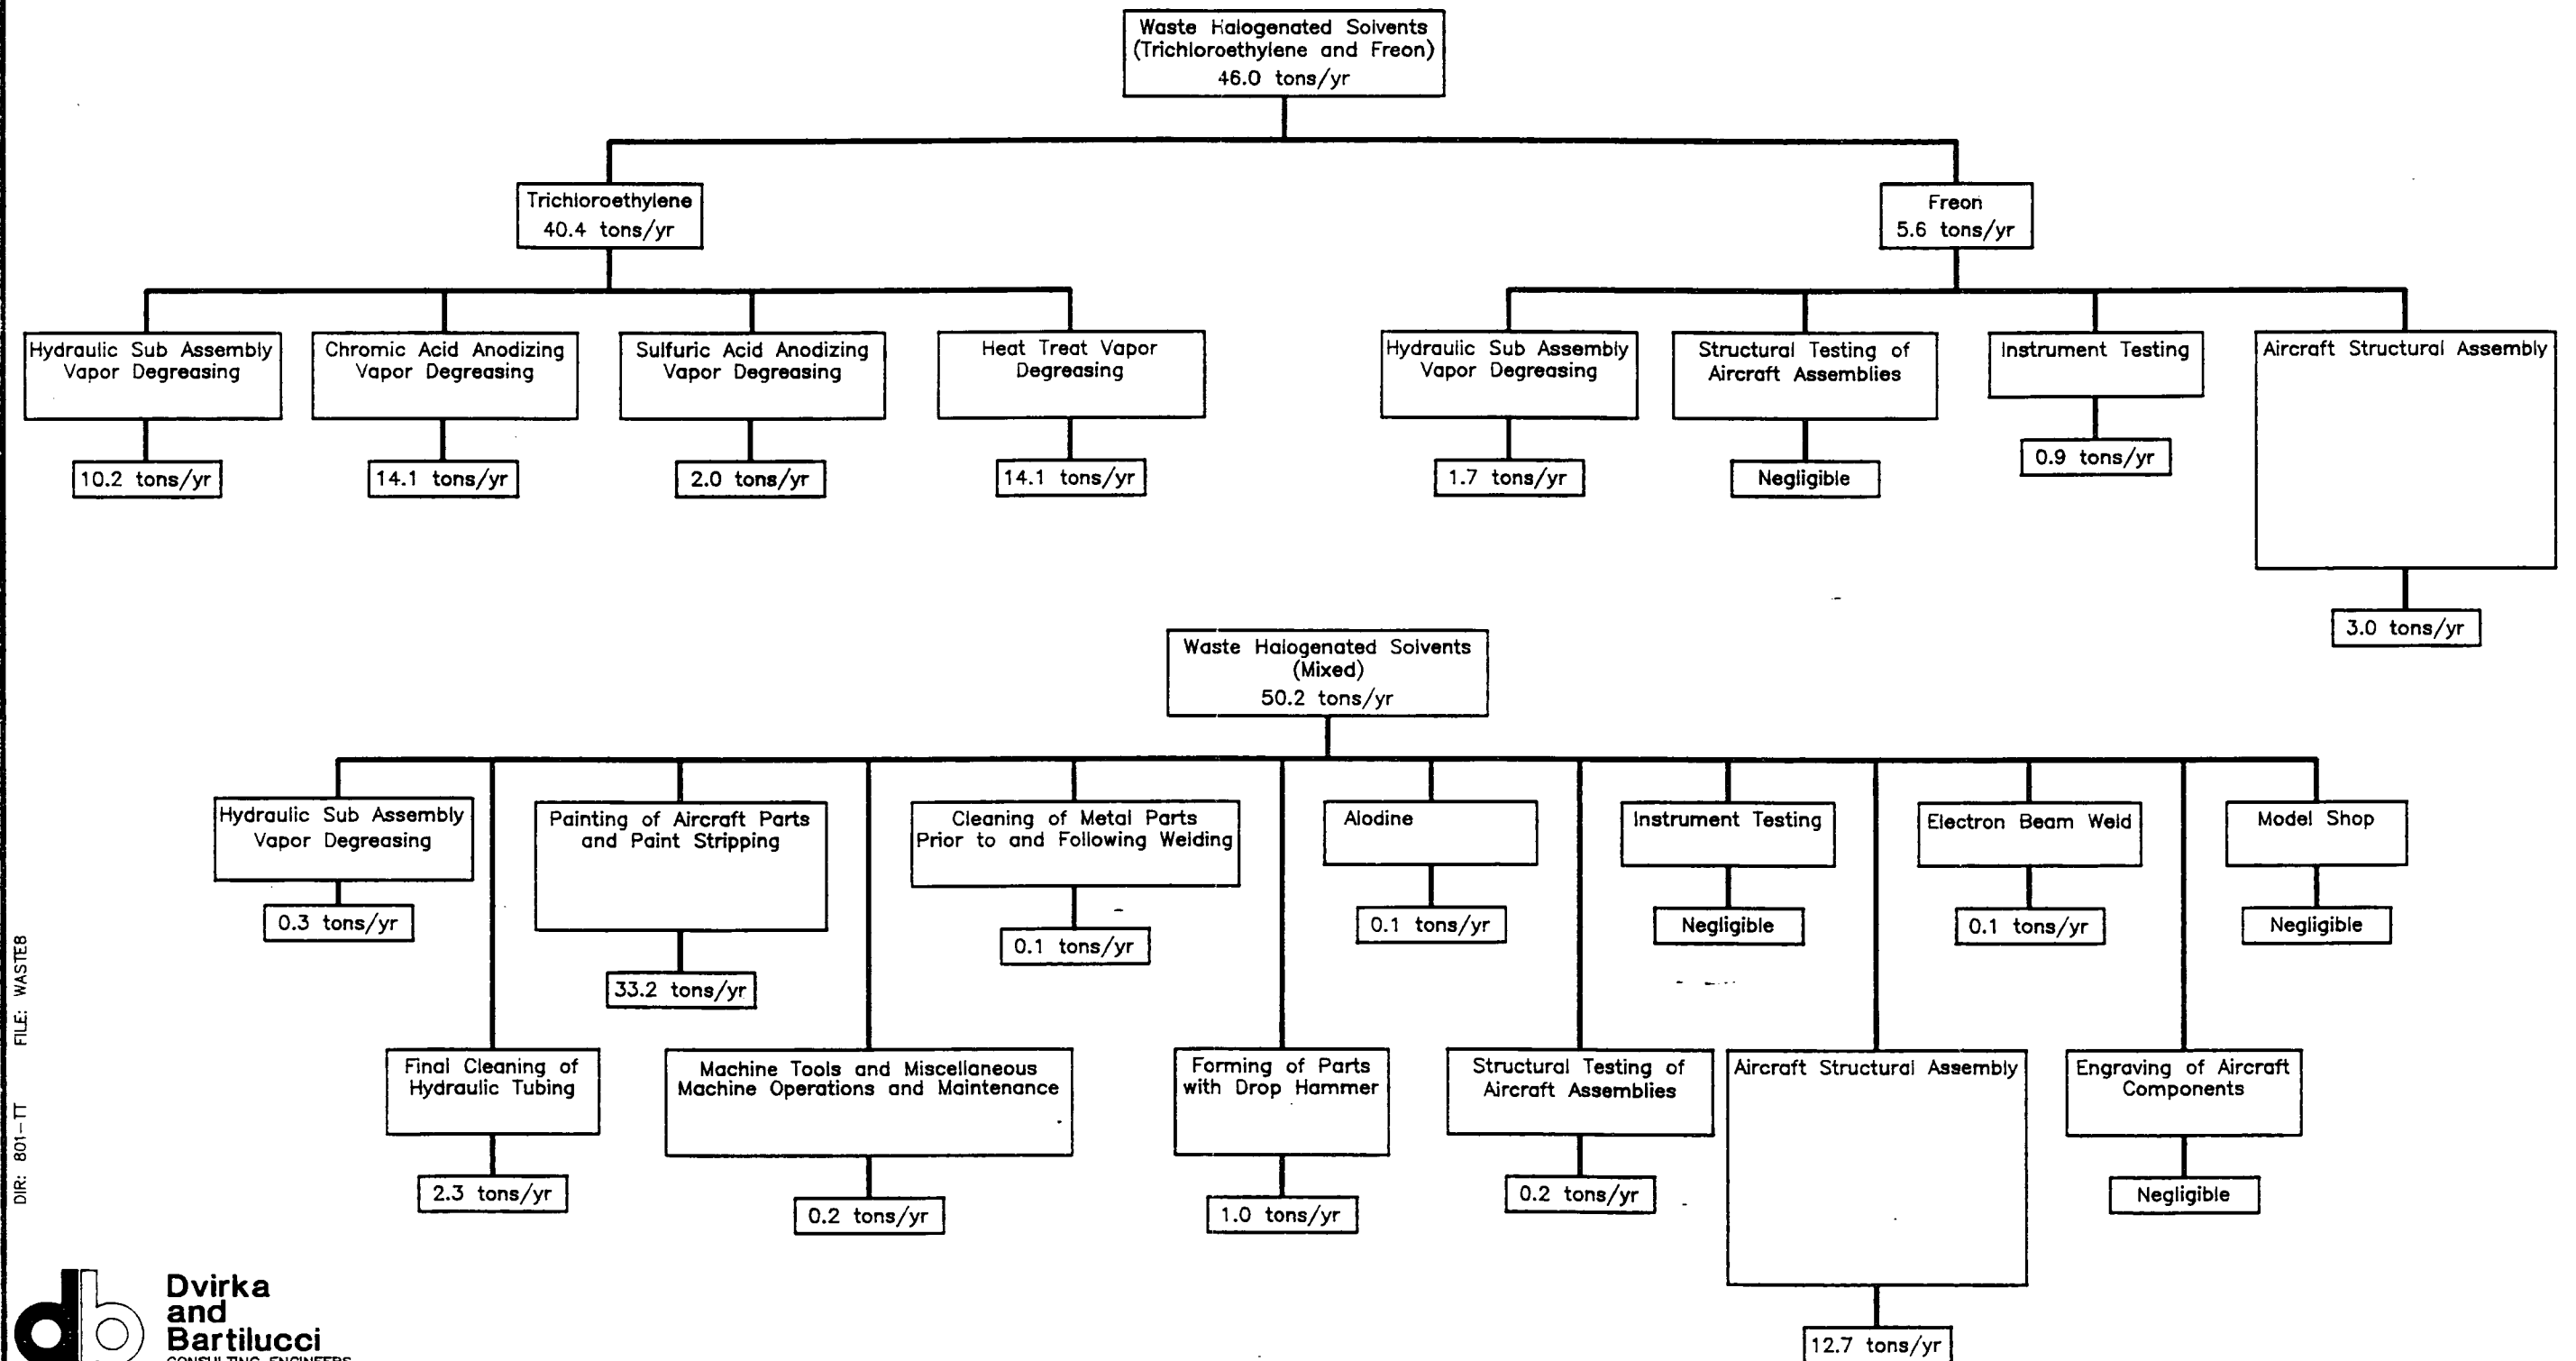 Waste Halogenated Solvents
(Trichloroethylene and Freon)
46.0 tons/yr
Trichloroethylene
40.4 tons/yr
Freon
5.6 tons/yr
Hydraulic Sub Assembly
Vapor Degreasing
10.2 tons/yr
Chromic Acid Anodizing
Vapor Degreasing
14.1 tons/yr
Sulfuric Acid Anodizing
Vapor Degreasing
2.0 tons/yr
Heat Treat Vapor
Degreasing
14.1 tons/yr
Hydraulic Sub Assembly
Vapor Degreasing
1.7 tons/yr
Structural Testing of
Aircraft Assemblies
Negligible
Instrument Testing
0.9 tons/yr
Aircraft Structural Assembly
3.0 tons/yr
Waste Halogenated Solvents
(Mixed)
50.2 tons/yr
Hydraulic Sub Assembly
Vapor Degreasing
0.3 tons/yr
Painting of Aircraft Parts
and Paint Stripping
33.2 tons/yr
Cleaning of Metal Parts
Prior to and Following Welding
0.1 tons/yr
Alodine
0.1 tons/yr
Instrument Testing
Negligible
Electron Beam Weld
0.1 tons/yr
Model Shop
Negligible
Final Cleaning of
Hydraulic Tubing
2.3 tons/yr
Machine Tools and Miscellaneous
Machine Operations and Maintenance
0.2 tons/yr
Forming of Parts
with Drop Hammer
1.0 tons/yr
Structural Testing of
Aircraft Assemblies
0.2 tons/yr
Aircraft Structural Assembly
12.7 tons/yr
Engraving of Aircraft
Components
Negligible
DIR: 801-TT FILE: WASTE8
db
Dvirka
and
Bartilucci
CONSULTING ENGINEERS